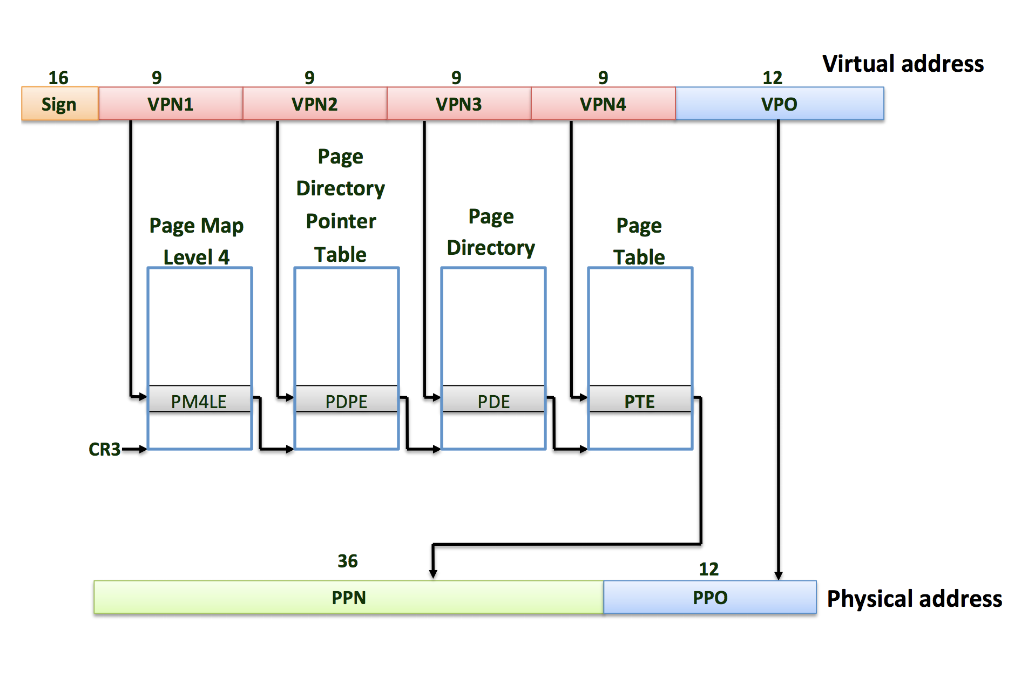 Virtual address
16 9 9 9 9 12
Sign VPN1 VPN2 VPN3 VPN4 VPO
Page Map
Level 4
Page
Directory
Pointer
Table
Page
Directory
Page
Table
PM4LE PDPE PDE PTE
CR3
36 12
PPN PPO
Physical address